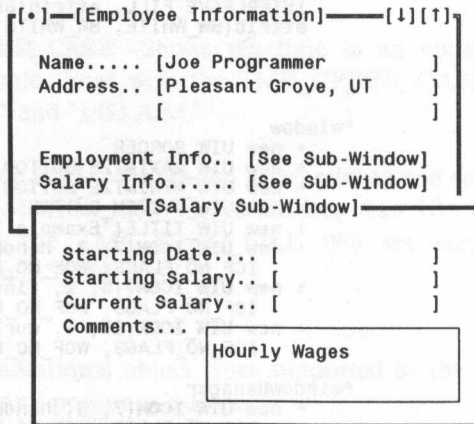 [•]—[Employee Information]——[↓][↑]
Name..... [Joe Programmer ]
Address.. [Pleasant Grove, UT
]
Employment Info.. [See Sub-Window]
Salary Info...... [See Sub-Window]
[Salary Sub-Window]
Starting Date.... [ ]
Starting Salary.. [ ]
Current Salary... [ ]
Comments...
Hourly Wages